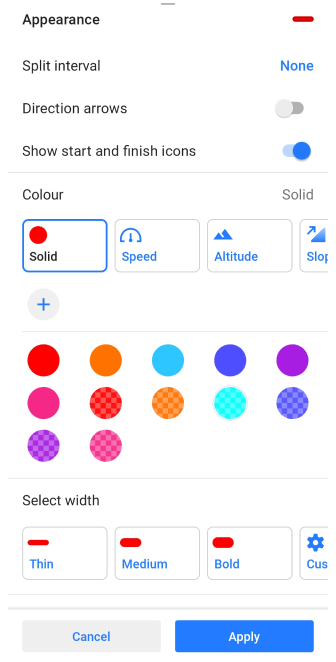 Appearance
Split interval None
Direction arrows
Show start and finish icons
Colour Solid
Solid Speed Altitude Slop
Select width
Thin Medium Bold Cus
Cancel Apply